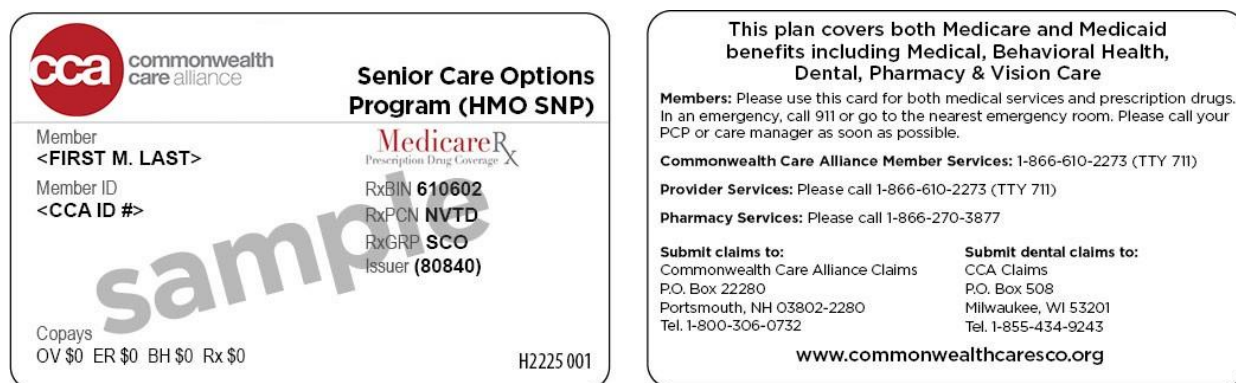 cca commonwealth
care alliance
Senior Care Options
Program (HMO SNP)
Member
<FIRST M. LAST>
Member ID
<CCA ID #>
MedicareRx
Prescription Drug Coverage
RxBIN 610602
RxPCN NVTD
RxGRP SCO
Issuer (80840)
sample
Copays
OV $0 ER $0 BH $0 Rx $0
H2225 001
This plan covers both Medicare and Medicaid
benefits including Medical, Behavioral Health,
Dental, Pharmacy & Vision Care
Members: Please use this card for both medical services and prescription drugs.
In an emergency, call 911 or go to the nearest emergency room. Please call your
PCP or care manager as soon as possible.
Commonwealth Care Alliance Member Services: 1-866-610-2273 (TTY 711)
Provider Services: Please call 1-866-610-2273 (TTY 711)
Pharmacy Services: Please call 1-866-270-3877
Submit claims to:
Commonwealth Care Alliance Claims
P.O. Box 22280
Portsmouth, NH 03802-2280
Tel. 1-800-306-0732
Submit dental claims to:
CCA Claims
P.O. Box 508
Milwaukee, WI 53201
Tel. 1-855-434-9243
www.commonwealthcaresco.org